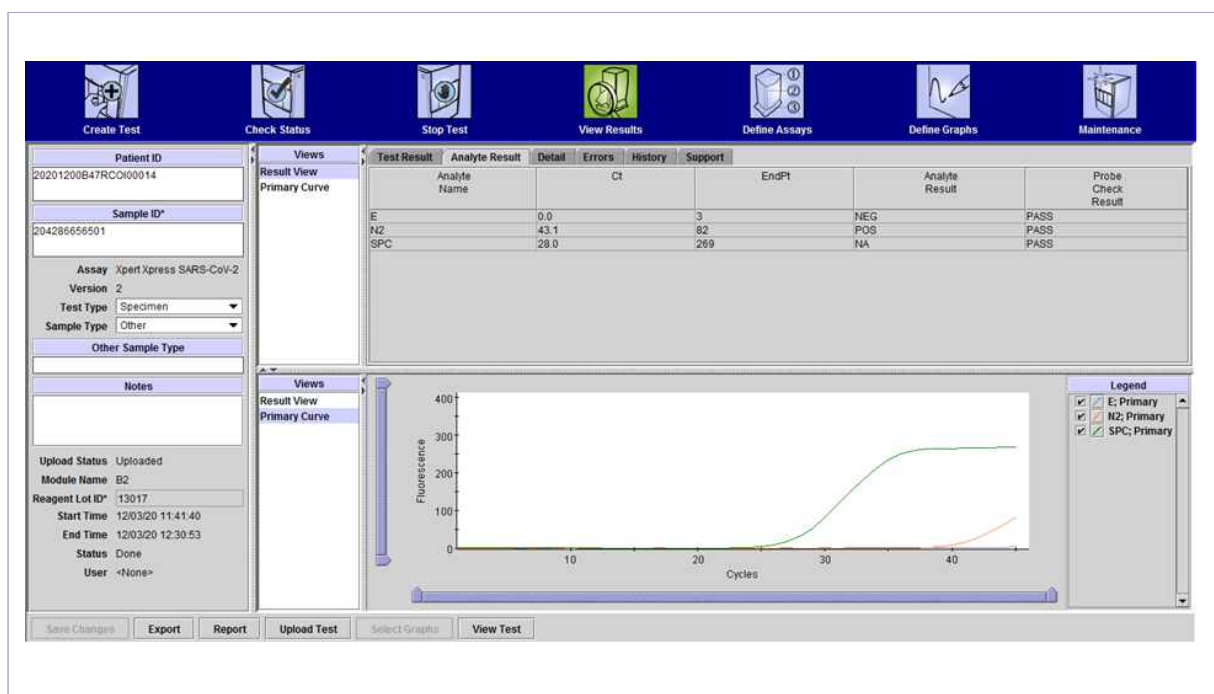 Create Test Check Status Stop Test View Results Define Assays Define Graphs Maintenance
Patient ID
20201200B47RCOI00014
Sample ID*
204286656501
Assay Xpert Xpress SARS-CoV-2
Version 2
Test Type Specimen
Sample Type Other
Other Sample Type
Notes
Upload Status Uploaded
Module Name B2
Reagent Lot ID* 13017
Start Time 12/03/20 11:41:40
End Time 12/03/20 12:30:53
Status Done
User <None>
Views
Result View
Primary Curve
Test Result Analyte Result Detail Errors History Support
Analyte Name Ct EndPt Analyte Result Probe Check Result
E 0.0 3 NEG PASS
N2 43.1 82 POS PASS
SPC 28.0 269 NA PASS
Views
Result View
Primary Curve
400
300
200
100
0
Fluorescence
10 20 30 40
Cycles
Legend
E; Primary
N2; Primary
SPC; Primary
Save Changes Export Report Upload Test Select Graphs View Test